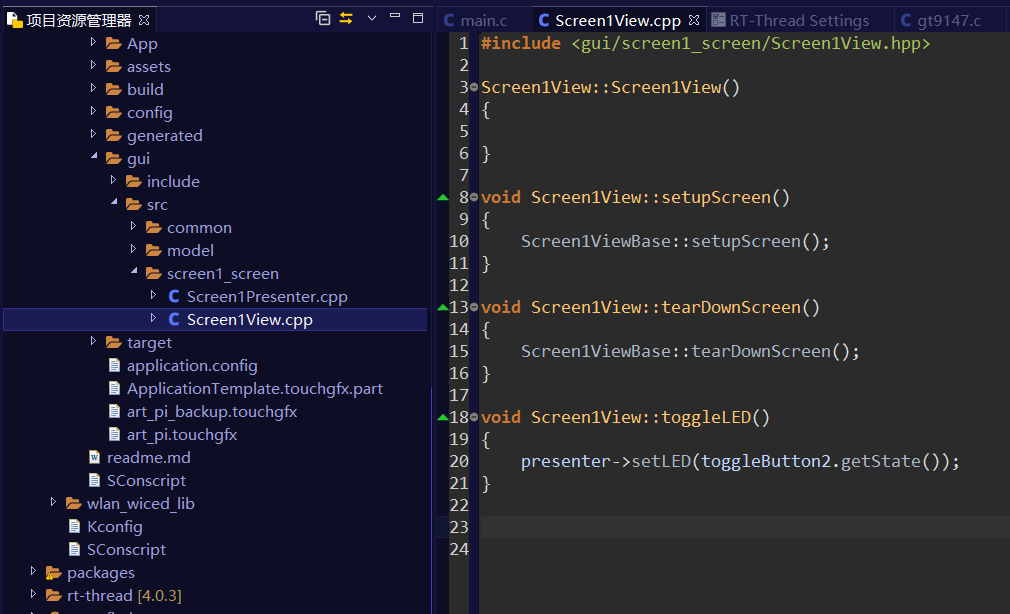 项目资源管理器
App
assets
build
config
generated
gui
include
src
common
model
screen1_screen
Screen1Presenter.cpp
Screen1View.cpp
target
application.config
ApplicationTemplate.touchgfx.part
art_pi_backup.touchgfx
art_pi.touchgfx
readme.md
SConscript
wlan_wiced_lib
Kconfig
SConscript
packages
rt-thread [4.0.3]
main.c Screen1View.cpp RT-Thread Settings gt9147.c
1 #include <gui/screen1_screen/Screen1View.hpp>
2
3 Screen1View::Screen1View()
4 {
5
6 }
7
8 void Screen1View::setupScreen()
9 {
10 Screen1ViewBase::setupScreen();
11 }
12
13 void Screen1View::tearDownScreen()
14 {
15 Screen1ViewBase::tearDownScreen();
16 }
17
18 void Screen1View::toggleLED()
19 {
20 presenter->setLED(toggleButton2.getState());
21 }
22
23
24